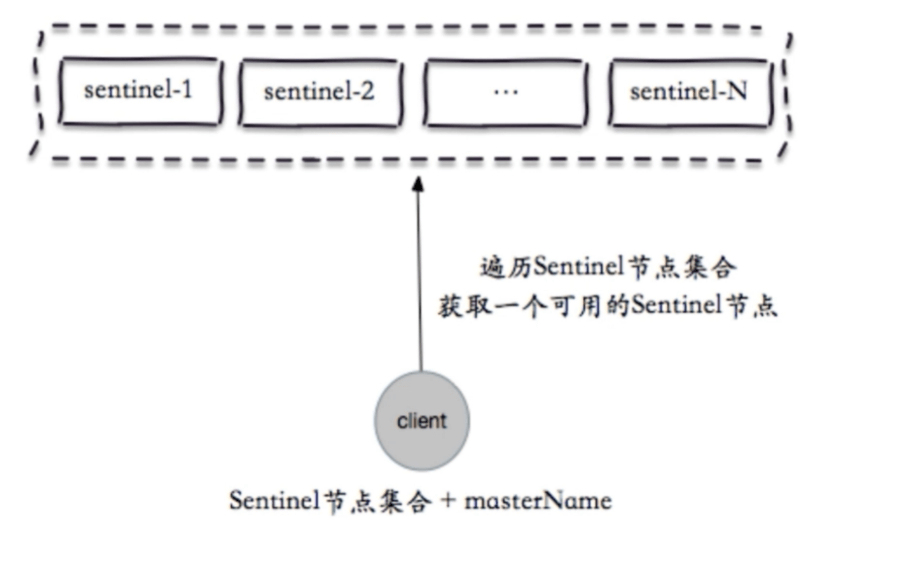 sentinel-1
sentinel-2
...
sentinel-N
遍历Sentinel节点集合
获取一个可用的Sentinel节点
client
Sentinel节点集合 + masterName